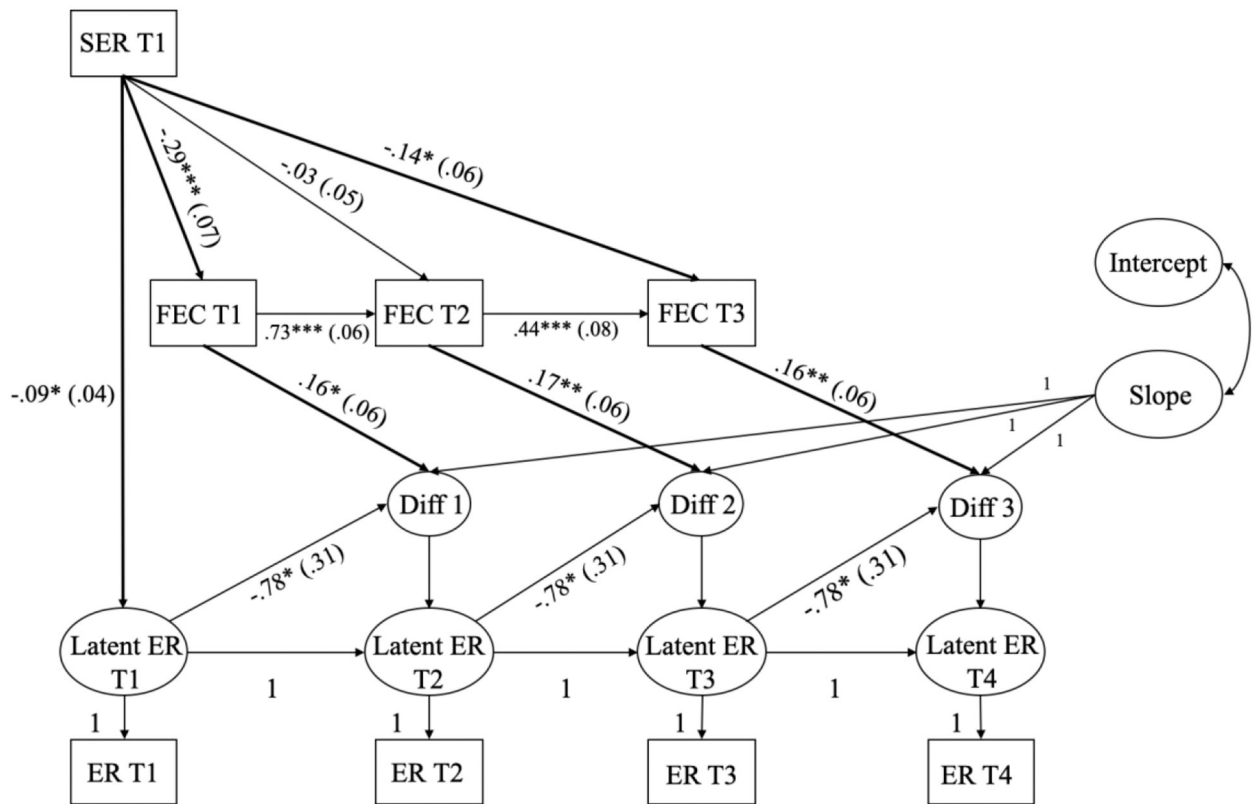 SER T1
-.29*** (.07)
-.03 (.05)
-.14* (.06)
Intercept
FEC T1
.73*** (.06)
FEC T2
.44*** (.08)
FEC T3
-.09* (.04)
.16* (.06)
.17** (.06)
.16** (.06)
1
1
1
Slope
Diff 1
Diff 2
Diff 3
-.78* (.31)
-.78* (.31)
-.78* (.31)
Latent ER
T1
1
Latent ER
T2
1
Latent ER
T3
1
Latent ER
T4
1
1
1
1
ER T1
ER T2
ER T3
ER T4